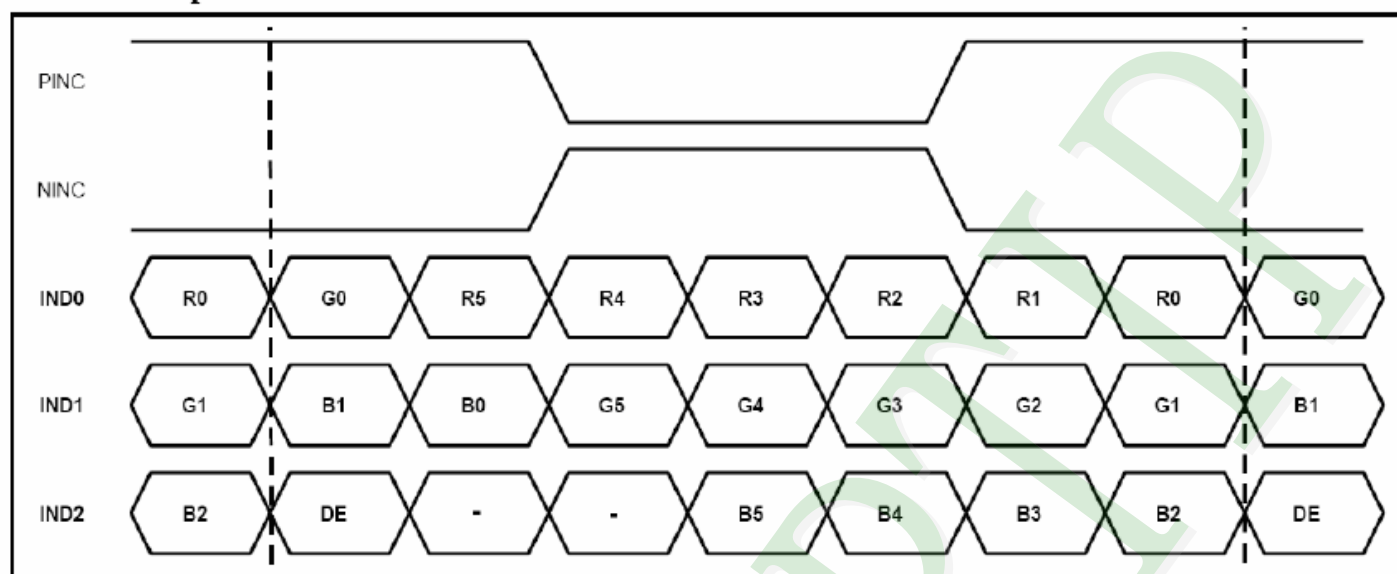 PINC
NINC
IND0 R0 G0 R5 R4 R3 R2 R1 R0 G0
IND1 G1 B1 B0 G5 G4 G3 G2 G1 B1
IND2 B2 DE - - B5 B4 B3 B2 DE